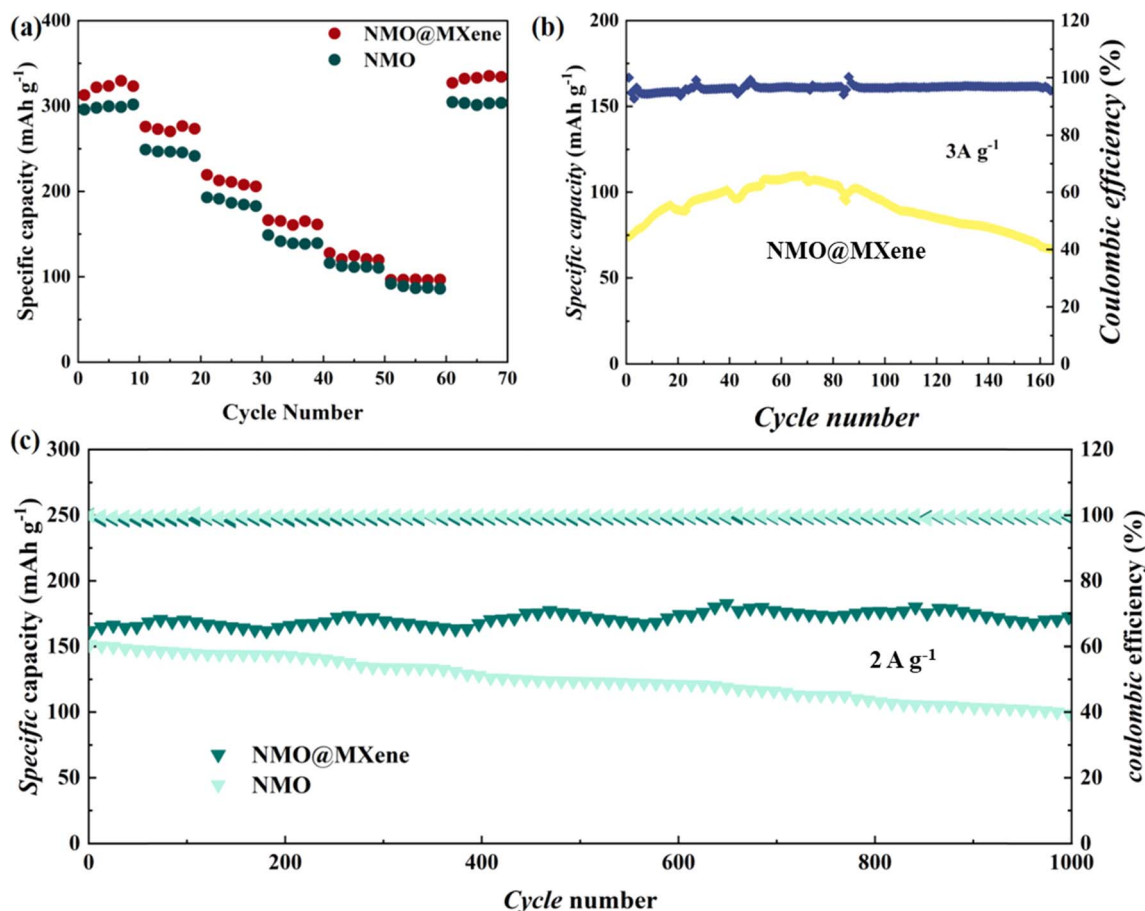 (a)
Specific capacity (mAh g-1)
400
300
200
100
0
NMO@MXene
NMO
0 10 20 30 40 50 60 70
Cycle Number
(b)
Specific capacity (mAh g-1)
200
150
100
50
0
3A g-1
NMO@MXene
120
100
80
60
40
20
0
Coulombic efficiency (%)
0 20 40 60 80 100 120 140 160
Cycle number
(c)
Specific capacity (mAh g-1)
300
250
200
150
100
50
0
2 A g-1
NMO@MXene
NMO
120
100
80
60
40
20
0
coulombic efficiency (%)
0 200 400 600 800 1000
Cycle number